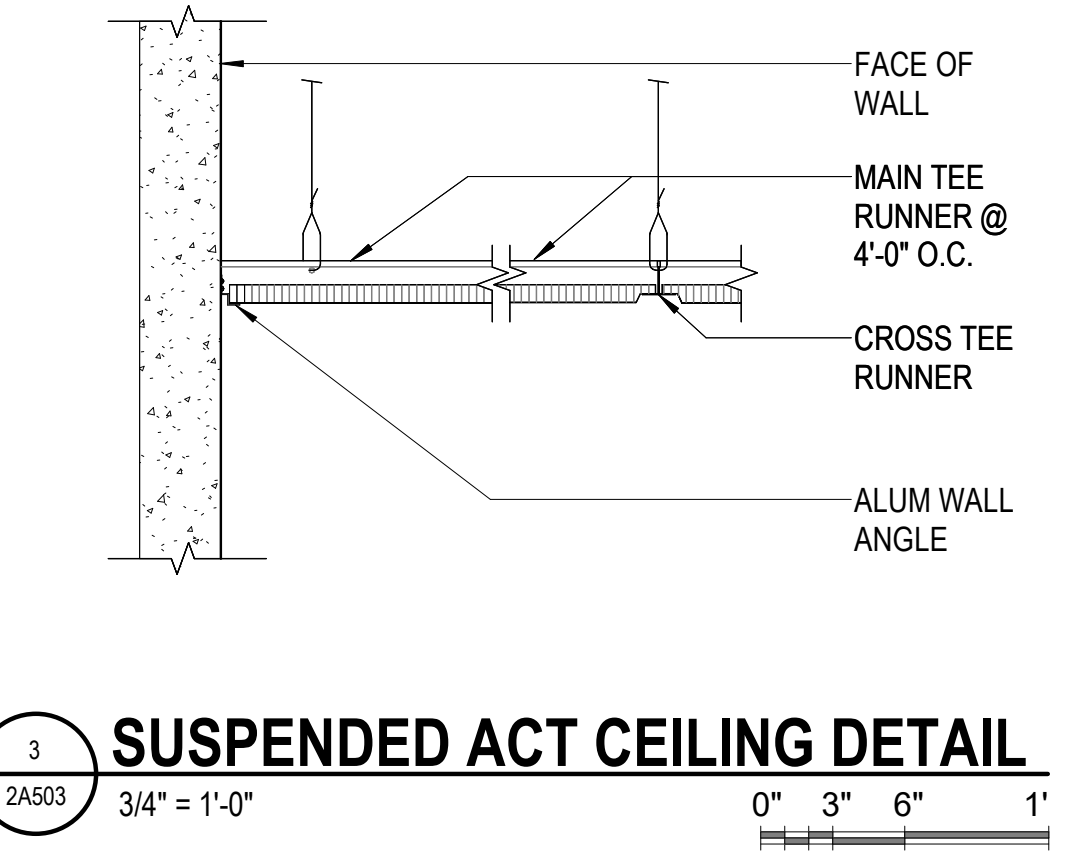 FACE OF
WALL
MAIN TEE
RUNNER @
4'-0" O.C.
CROSS TEE
RUNNER
ALUM WALL
ANGLE
3
2A503
SUSPENDED ACT CEILING DETAIL
3/4" = 1'-0"
0" 3" 6" 1'